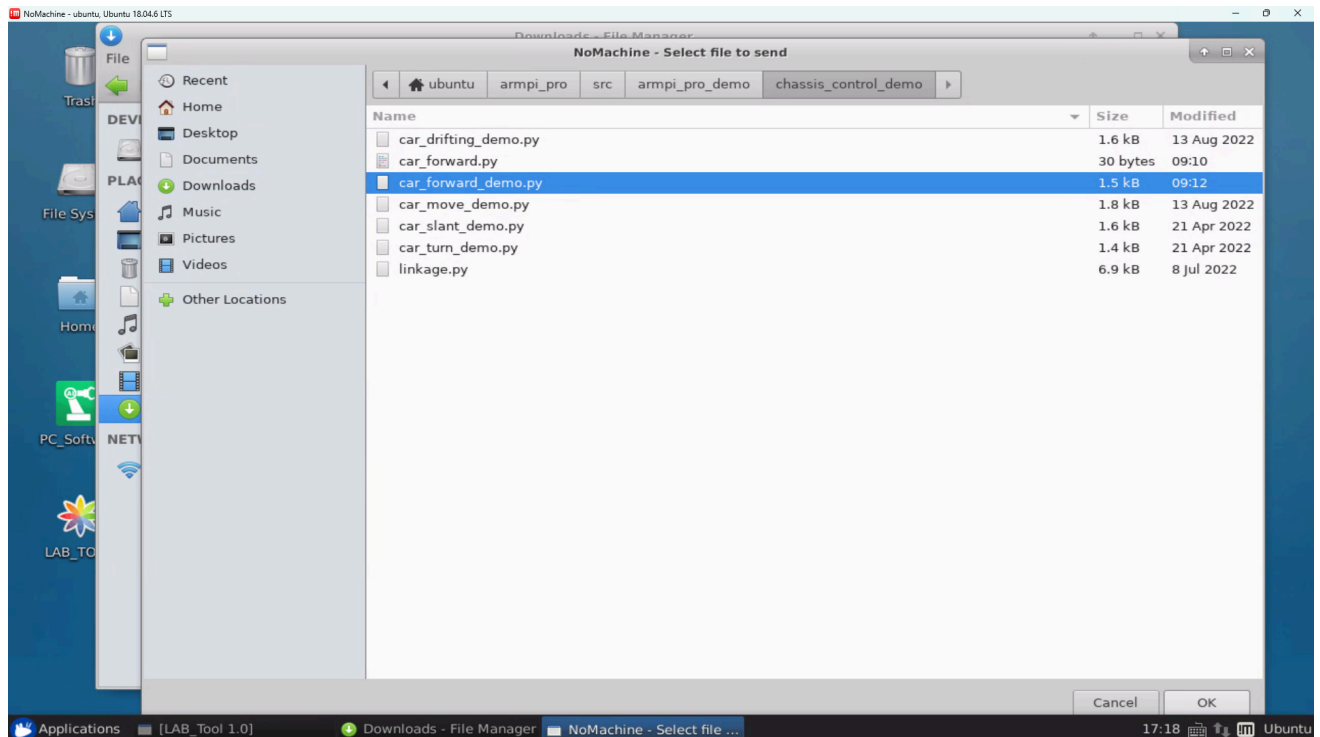 NoMachine - ubuntu, Ubuntu 18.04.6 LTS
Downloads - File Manager
NoMachine - Select file to send
File
Trash
DEVI
PLAC
File Sys
Home
PC_Softw
NETW
LAB_TO
Recent
Home
Desktop
Documents
Downloads
Music
Pictures
Videos
Other Locations
ubuntu armpi_pro src armpi_pro_demo chassis_control_demo
Name Size Modified
car_drifting_demo.py 1.6 kB 13 Aug 2022
car_forward.py 30 bytes 09:10
car_forward_demo.py 1.5 kB 09:12
car_move_demo.py 1.8 kB 13 Aug 2022
car_slant_demo.py 1.6 kB 21 Apr 2022
car_turn_demo.py 1.4 kB 21 Apr 2022
linkage.py 6.9 kB 8 Jul 2022
Cancel OK
Applications [LAB_Tool 1.0] Downloads - File Manager NoMachine - Select file ... 17:18 Ubuntu